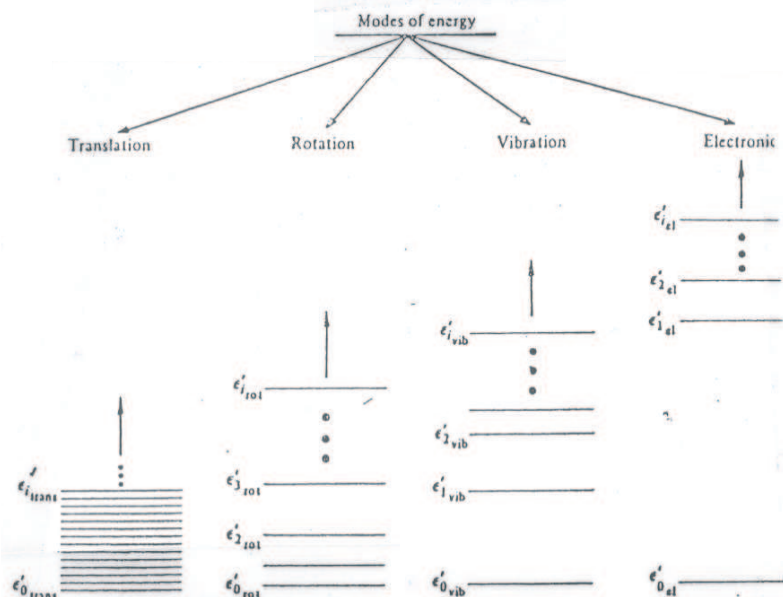 Modes of energy
Translation Rotation Vibration Electronic
ε′i el
ε′2 el
ε′1 el
ε′i vib
ε′2 vib
ε′1 vib
ε′0 vib
ε′i rot
ε′3 rot
ε′2 rot
ε′0 rot
ε′i trans
ε′0 trans
ε′0 el